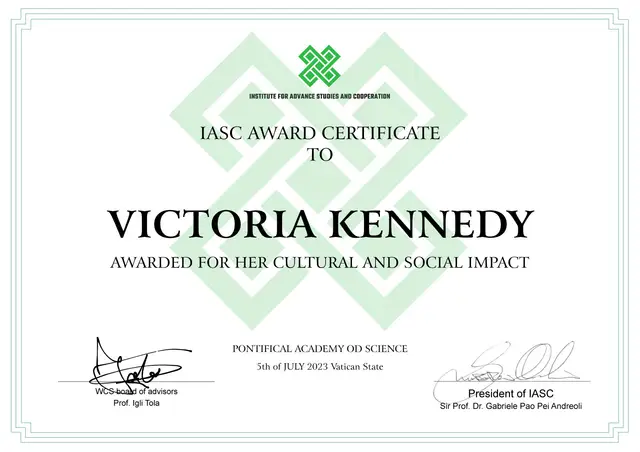 INSTITUTE FOR ADVANCE STUDIES AND COOPERATION
IASC AWARD CERTIFICATE
TO
VICTORIA KENNEDY
AWARDED FOR HER CULTURAL AND SOCIAL IMPACT
PONTIFICAL ACADEMY OD SCIENCE
5th of JULY 2023 Vatican State
WCS board of advisors
Prof. Igli Tola
President of IASC
Sir Prof. Dr. Gabriele Pao Pei Andreoli